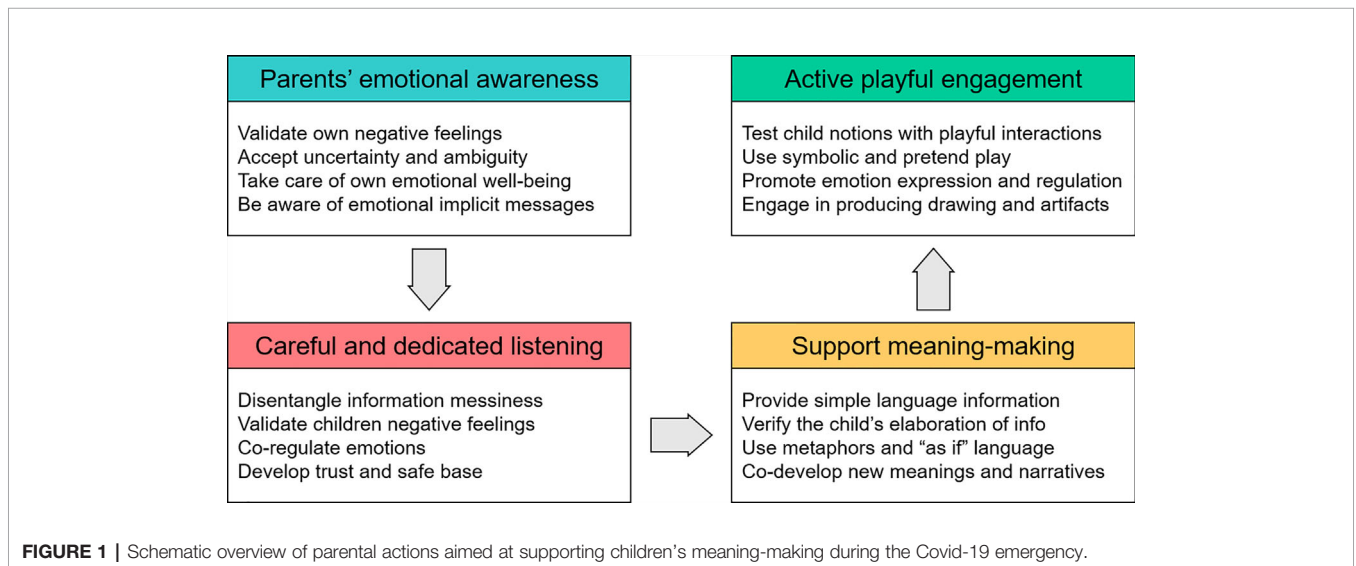 Parents' emotional awareness
Validate own negative feelings
Accept uncertainty and ambiguity
Take care of own emotional well-being
Be aware of emotional implicit messages
Careful and dedicated listening
Disentangle information messiness
Validate children negative feelings
Co-regulate emotions
Develop trust and safe base
Support meaning-making
Provide simple language information
Verify the child's elaboration of info
Use metaphors and “as if” language
Co-develop new meanings and narratives
Active playful engagement
Test child notions with playful interactions
Use symbolic and pretend play
Promote emotion expression and regulation
Engage in producing drawing and artifacts
FIGURE 1 | Schematic overview of parental actions aimed at supporting children's meaning-making during the Covid-19 emergency.